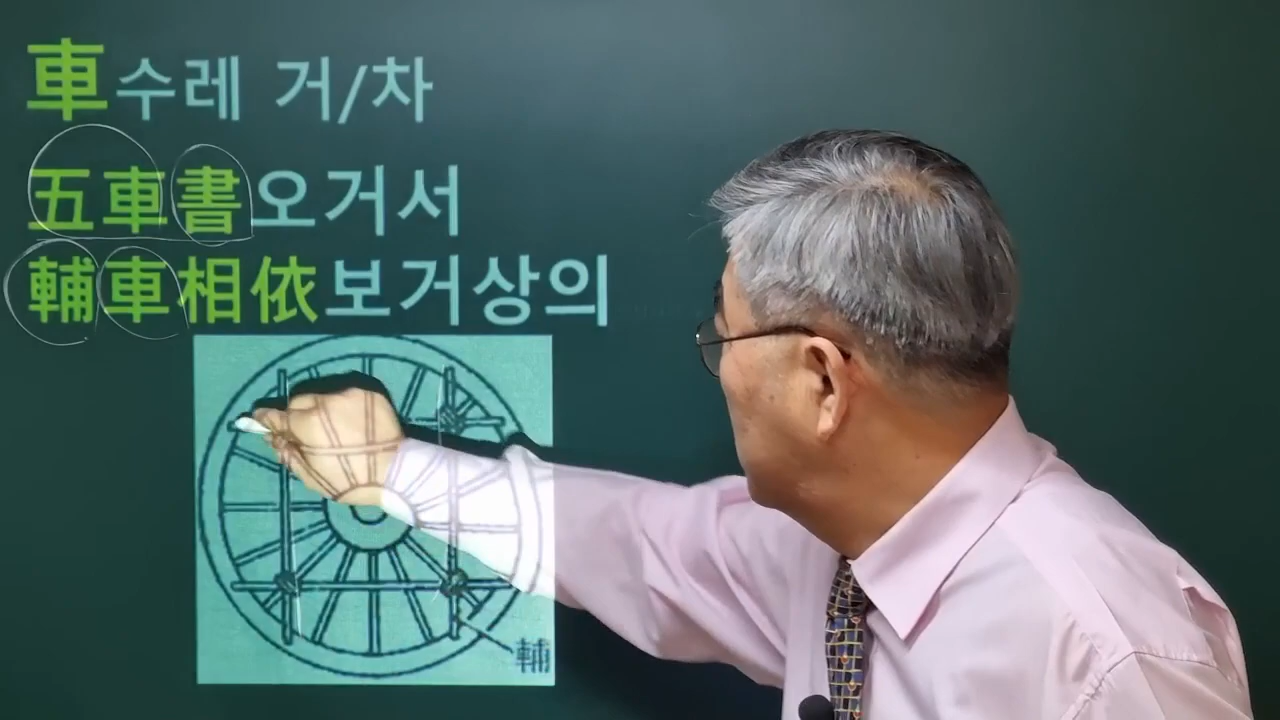 車수레 거/차
五車書오거서
輔車相依보거상의
輔